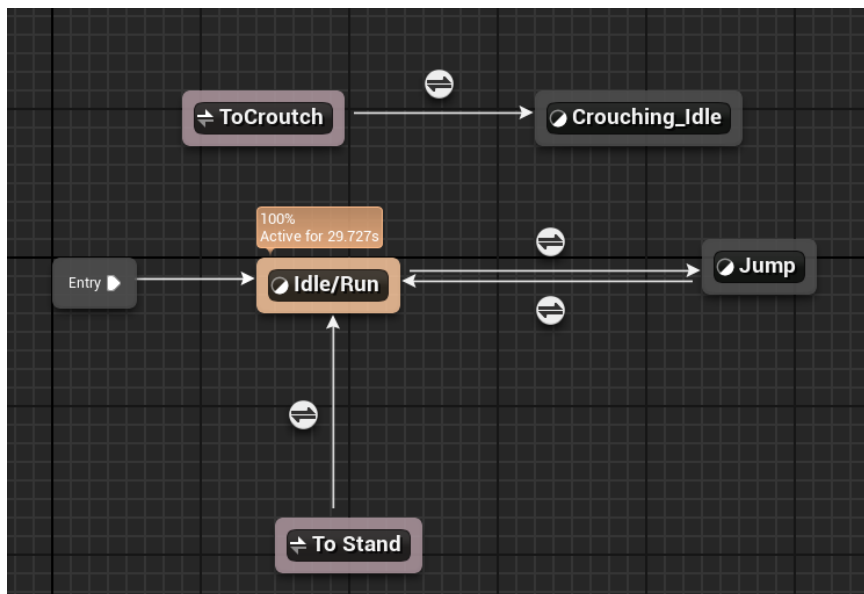 ToCroutch
Crouching_Idle
100%
Active for 29.727s
Entry
Idle/Run
Jump
To Stand